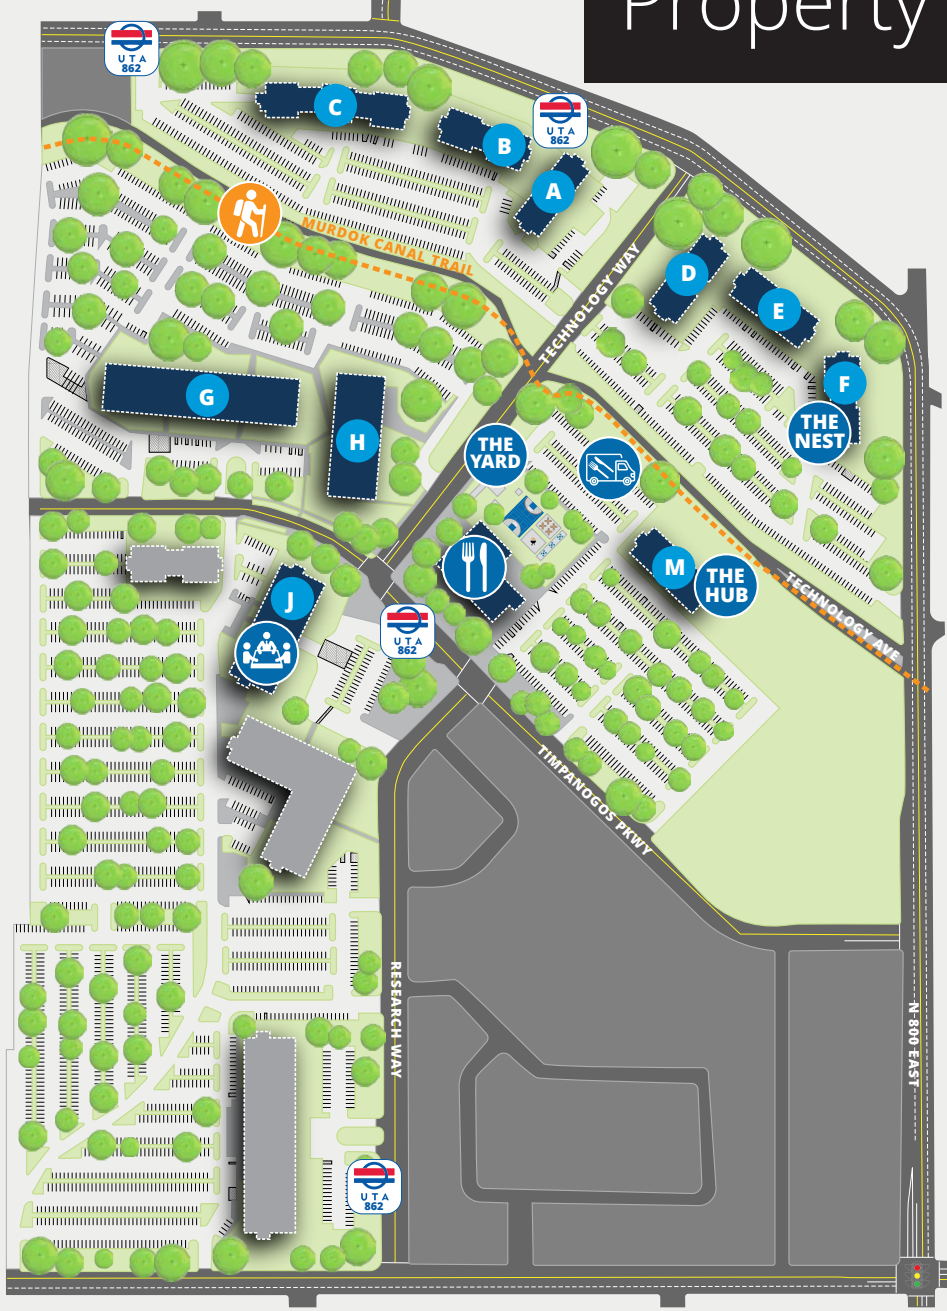 Property
UTA
862
C
B
UTA
862
A
MURDOK CANAL TRAIL
TECHNOLOGY WAY
D
E
F
THE
NEST
G
H
THE
YARD
M
THE
HUB
TECHNOLOGY AVE
J
UTA
862
TIMPANOGOS PKWY
RESEARCH WAY
N 800 EAST
UTA
862